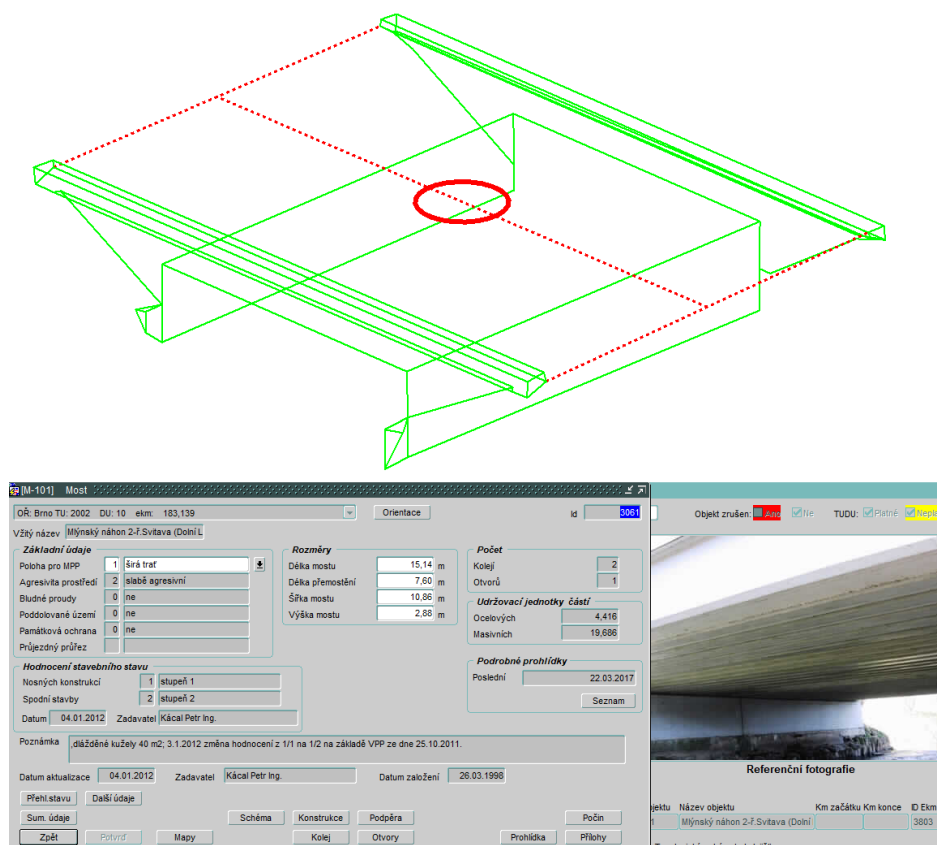 [M-101] Most
OŘ: Brno TU: 2002 DU: 10 ekm: 183,139
Orientace
Id 3061
Objekt zrušen: Ano Ne TUDU: Platné Neple
Vžitý název Mlýnský náhon 2-ř.Svitava (Dolní L
Základní údaje
Poloha pro MPP 1 šírá trať
Agresivita prostředí 2 slabě agresivní
Bludné proudy 0 ne
Poddolované území 0 ne
Památková ochrana 0 ne
Průjezdný průřez
Rozměry
Délka mostu 15,14 m
Délka přemostění 7,60 m
Šířka mostu 10,86 m
Výška mostu 2,88 m
Počet
Kolejí 2
Otvorů 1
Udržovací jednotky částí
Ocelových 4,416
Masivních 19,686
Hodnocení stavebního stavu
Nosných konstrukcí 1 stupeň 1
Spodní stavby 2 stupeň 2
Datum 04.01.2012 Zadavatel Kácal Petr Ing.
Podrobné prohlídky
Poslední 22.03.2017
Seznam
Poznámka ,dlážděné kužely 40 m2; 3.1.2012 změna hodnocení z 1/1 na 1/2 na základě VPP ze dne 25.10.2011.
Datum aktualizace 04.01.2012 Zadavatel Kácal Petr Ing. Datum založení 26.03.1998
Přehl.stavu Další údaje
Sum. údaje Schéma Konstrukce Podpěra Počin
Zpět Potvrď Mapy Kolej Otvory Prohlídka Přílohy
Referenční fotografie
jektu Název objektu Km začátku Km konce ID Ekm
1 Mlýnský náhon 2-ř.Svitava (Dolní 3803